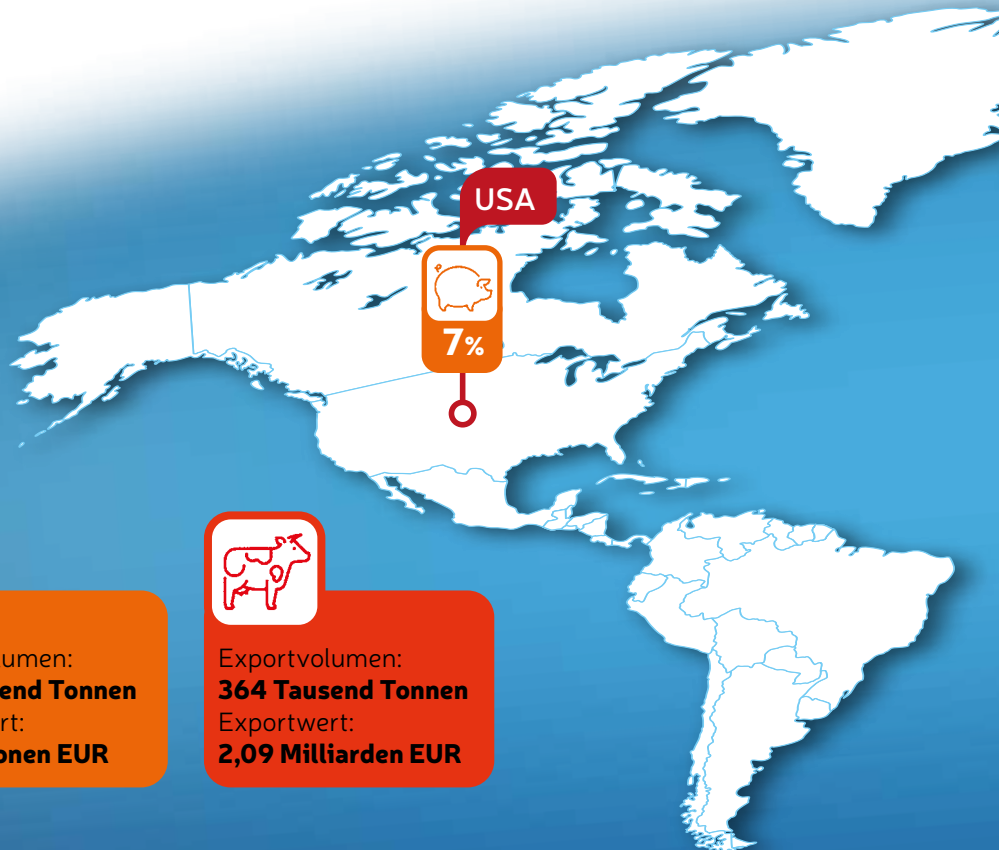 USA
7%
umen:
end Tonnen
rt:
onen EUR
Exportvolumen:
364 Tausend Tonnen
Exportwert:
2,09 Milliarden EUR